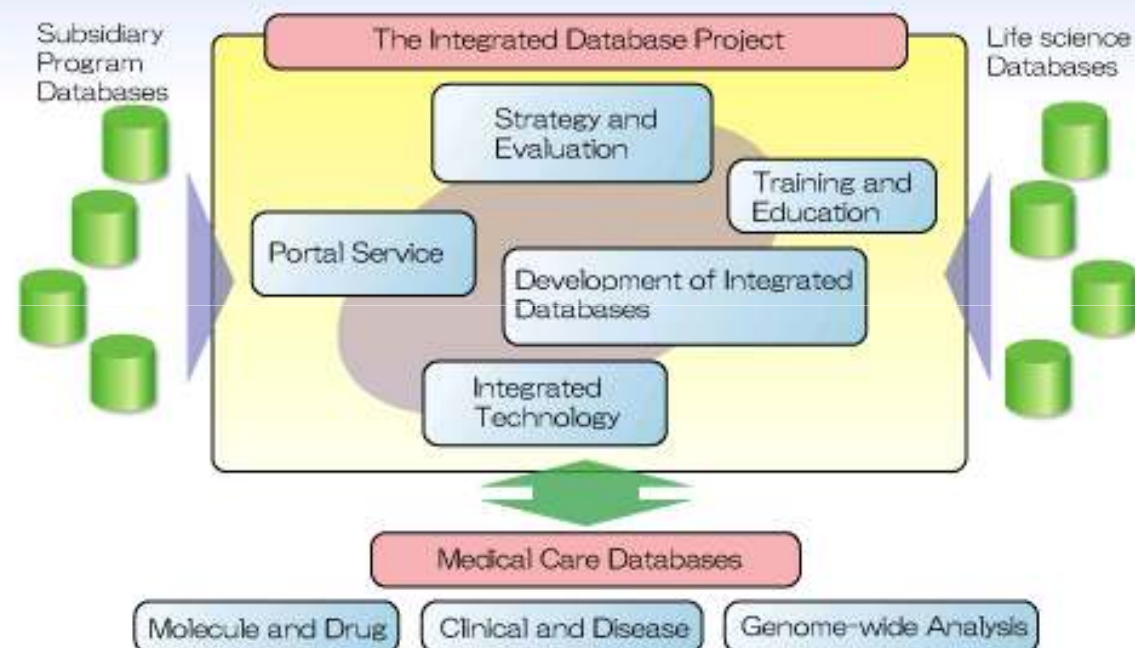 Subsidiary
Program
Databases
The Integrated Database Project
Life science
Databases
Strategy and
Evaluation
Training and
Education
Portal Service
Development of Integrated
Databases
Integrated
Technology
Medical Care Databases
Molecule and Drug
Clinical and Disease
Genome-wide Analysis